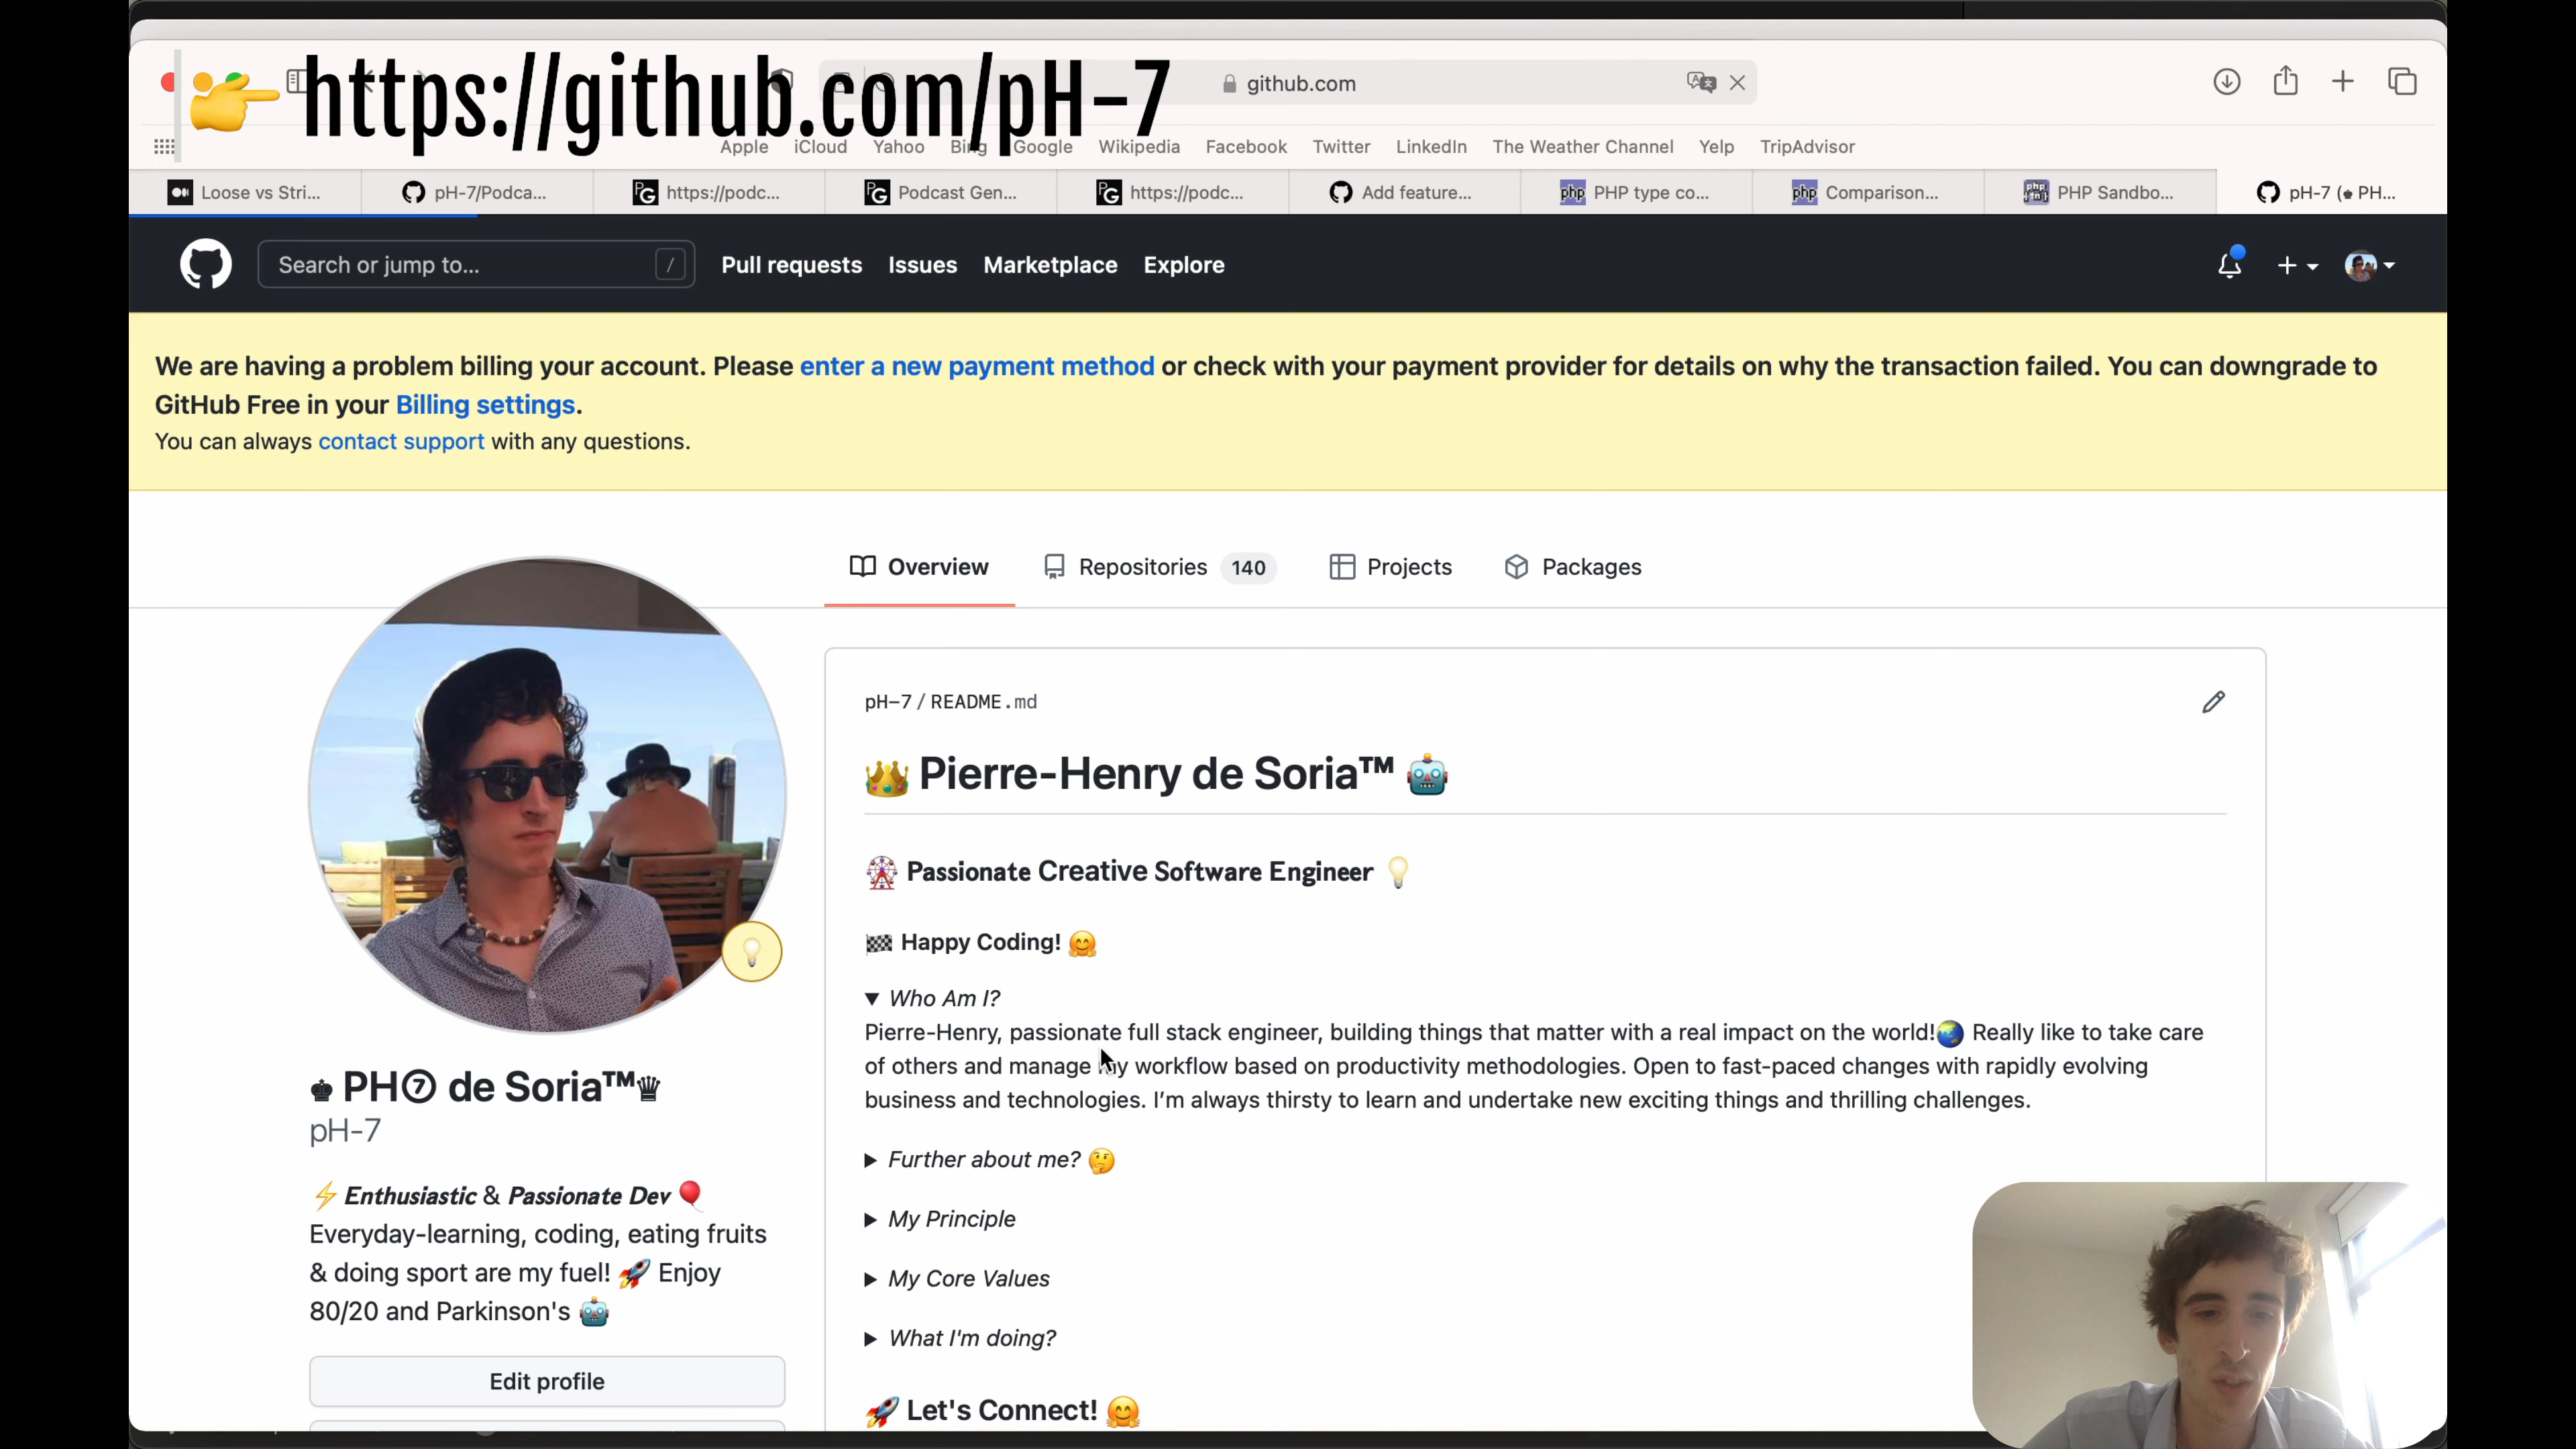 👉 https://github.com/pH-7
github.com
Apple iCloud Yahoo Bing Google Wikipedia Facebook Twitter LinkedIn The Weather Channel Yelp TripAdvisor
Loose vs Stri... pH-7/Podca... https://podc... Podcast Gen... https://podc... Add feature... PHP type co... Comparison... PHP Sandbo... pH-7 (♚ PH...
Search or jump to... / Pull requests Issues Marketplace Explore
We are having a problem billing your account. Please enter a new payment method or check with your payment provider for details on why the transaction failed. You can downgrade to
GitHub Free in your Billing settings.
You can always contact support with any questions.
Overview Repositories 140 Projects Packages
pH-7 / README.md
👑 Pierre-Henry de Soria™ 🤖
🎡 Passionate Creative Software Engineer 💡
🏁 Happy Coding! 🤗
▼ Who Am I?
Pierre-Henry, passionate full stack engineer, building things that matter with a real impact on the world!🌏 Really like to take care
of others and manage my workflow based on productivity methodologies. Open to fast-paced changes with rapidly evolving
business and technologies. I’m always thirsty to learn and undertake new exciting things and thrilling challenges.
▶ Further about me? 🤔
▶ My Principle
▶ My Core Values
▶ What I'm doing?
🚀 Let's Connect! 🤗
♚ PH⑦ de Soria™♛
pH-7
⚡ Enthusiastic & Passionate Dev 🎈
Everyday-learning, coding, eating fruits
& doing sport are my fuel! 🚀 Enjoy
80/20 and Parkinson's 🤖
Edit profile